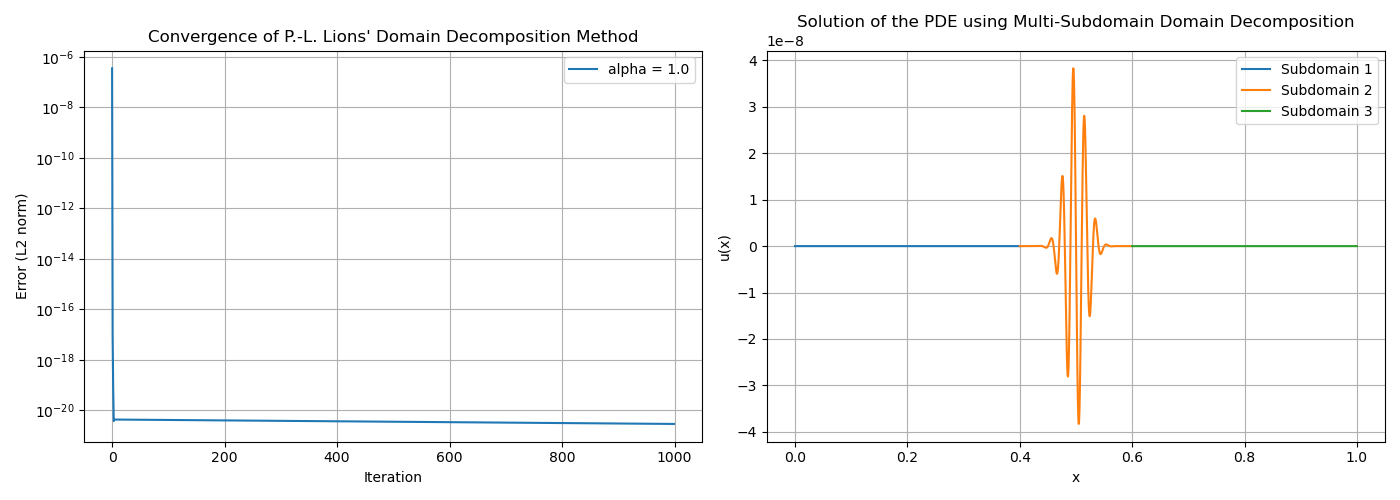 Convergence of P.-L. Lions' Domain Decomposition Method
alpha = 1.0
10⁻⁶
10⁻⁸
10⁻¹⁰
10⁻¹²
10⁻¹⁴
10⁻¹⁶
10⁻¹⁸
10⁻²⁰
Error (L2 norm)
0 200 400 600 800 1000
Iteration
Solution of the PDE using Multi-Subdomain Domain Decomposition
1e−8
Subdomain 1
Subdomain 2
Subdomain 3
4
3
2
1
0
−1
−2
−3
−4
u(x)
0.0 0.2 0.4 0.6 0.8 1.0
x